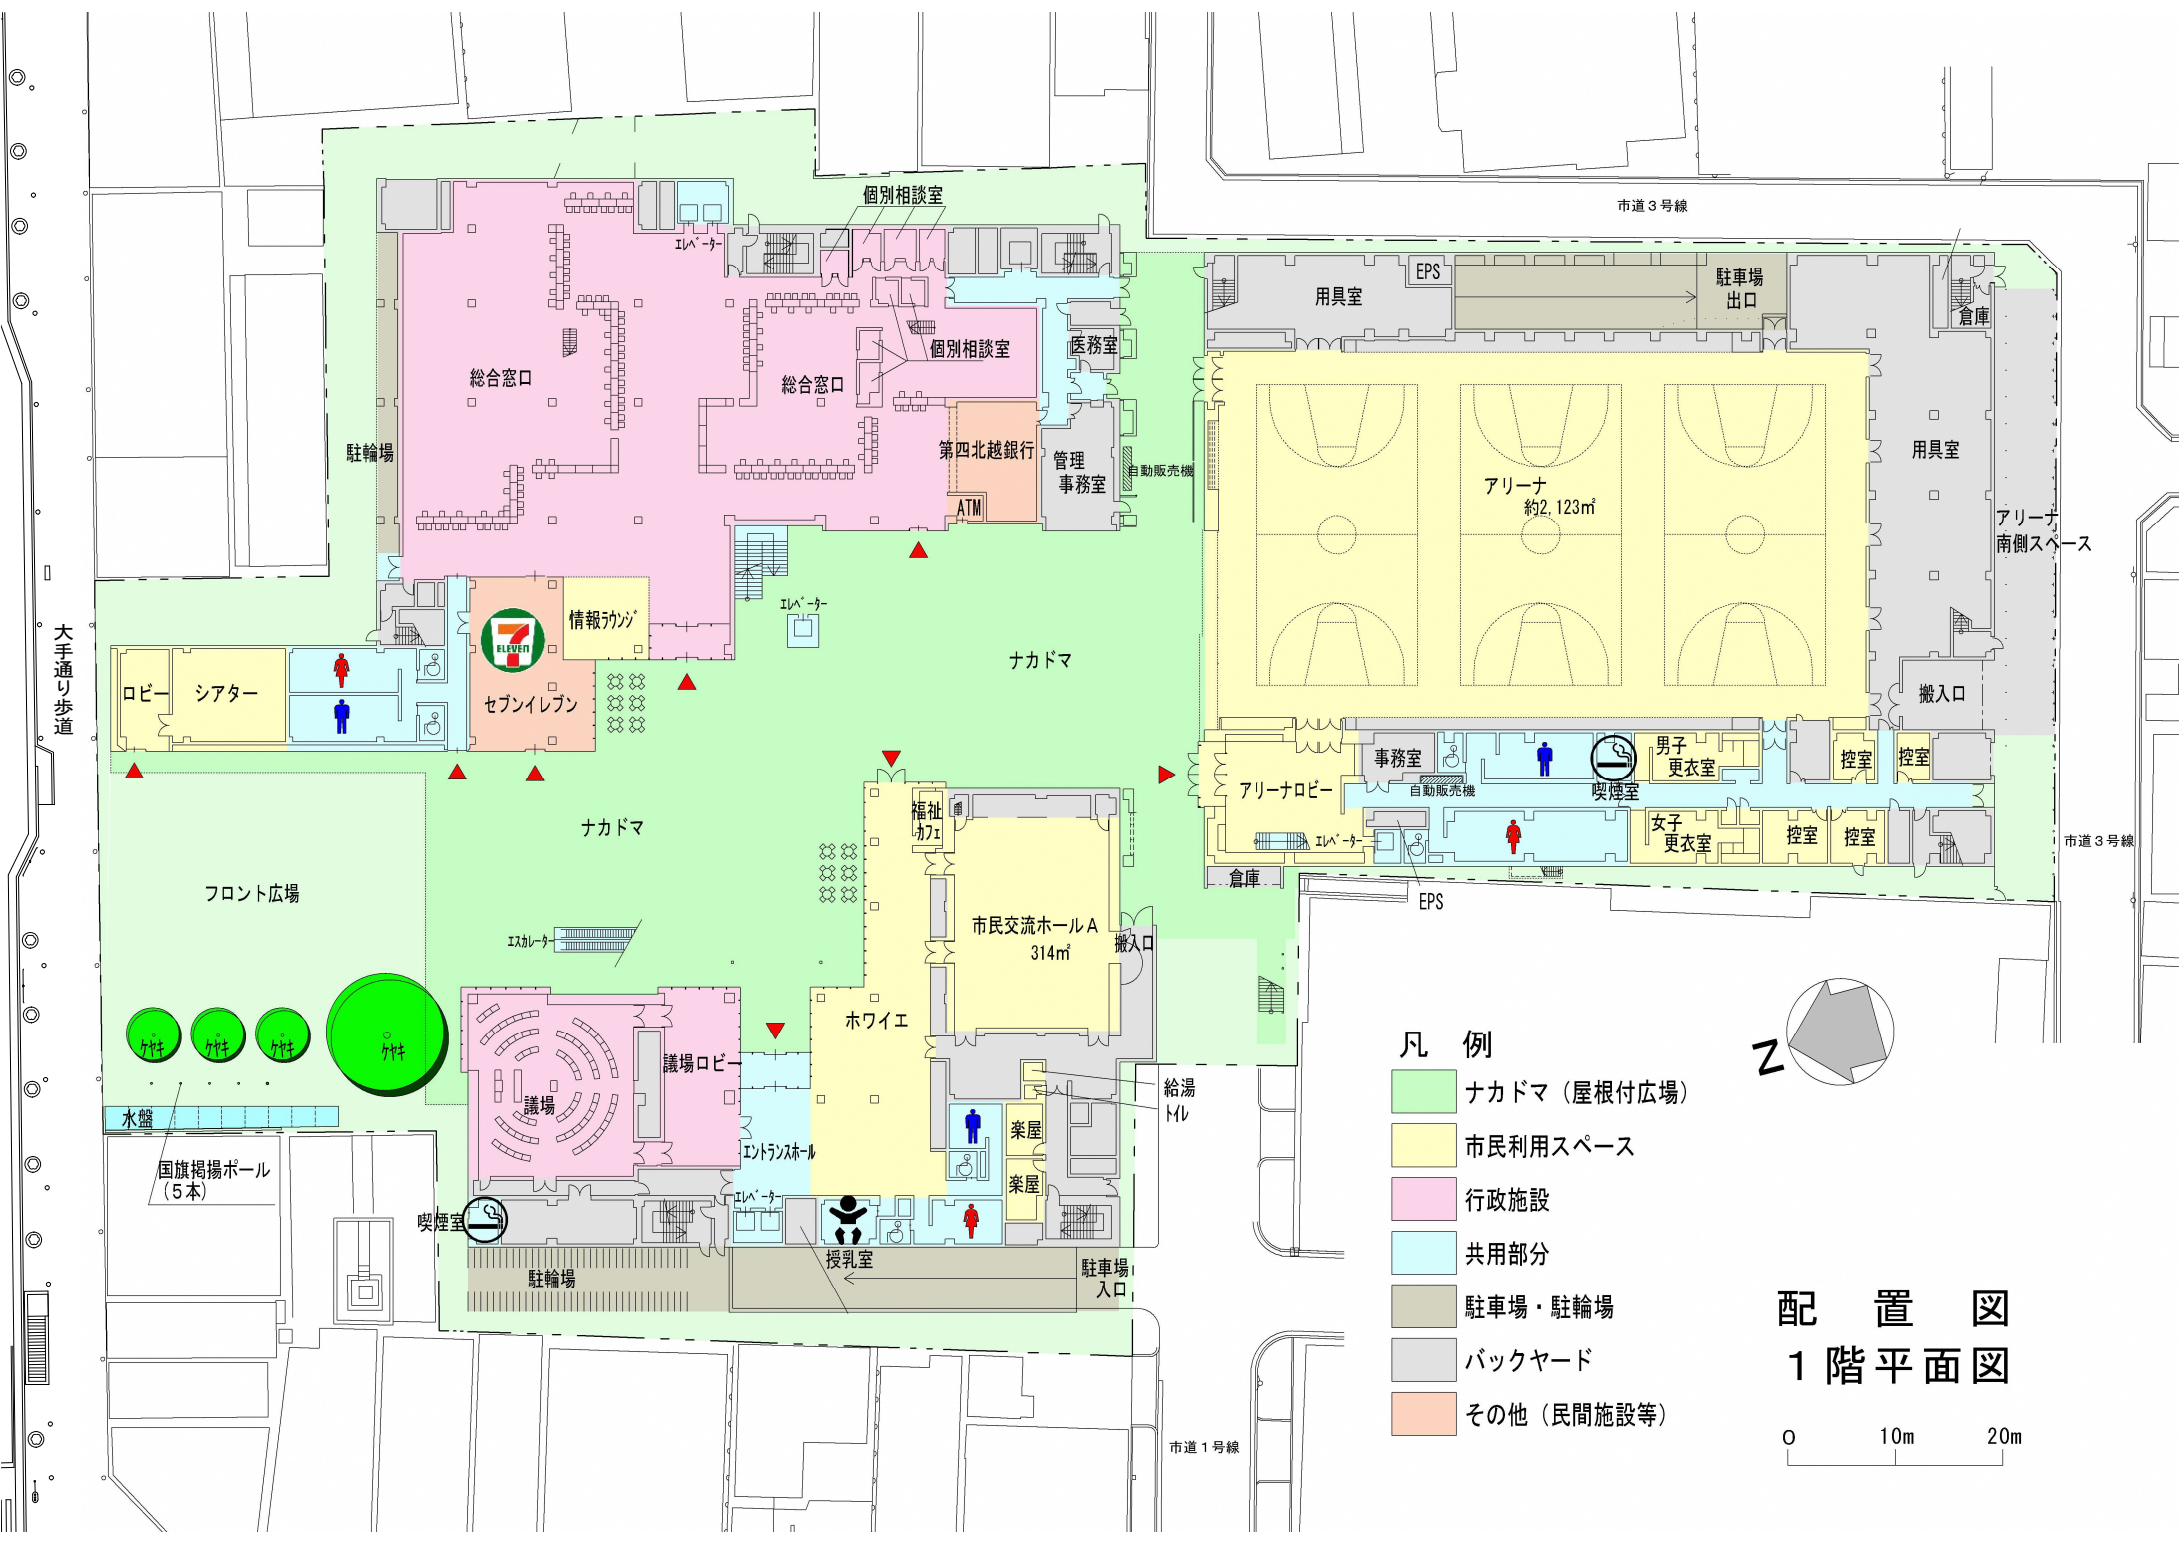 市道３号線
個別相談室
エレベーター
EPS
駐車場
出口
用具室
倉庫
個別相談室
医務室
総合窓口
総合窓口
駐輪場
第四北越銀行
管理
事務室
自動販売機
ATM
アリーナ
約2,123㎡
用具室
アリーナ
南側スペース
大手通り歩道
情報ラウンジ
エレベーター
7
ELEVEN
セブンイレブン
ナカドマ
ロビー
シアター
搬入口
事務室
男子
更衣室
控室
控室
アリーナロビー
自動販売機
喫煙室
福祉
カフェ
ナカドマ
女子
更衣室
控室
控室
エレベーター
市道３号線
倉庫
EPS
フロント広場
エスカレーター
市民交流ホールＡ
314㎡
搬入口
ホワイエ
ケヤキ
ケヤキ
ケヤキ
ケヤキ
議場ロビー
議場
水盤
国旗掲揚ポール
（５本）
エントランスホール
給湯
トイレ
楽屋
楽屋
エレベーター
喫煙室
授乳室
駐輪場
駐車場
入口
市道１号線
Z
凡　例
ナカドマ（屋根付広場）
市民利用スペース
行政施設
共用部分
駐車場・駐輪場
バックヤード
その他（民間施設等）
配　置　図
１階平面図
0 10m 20m